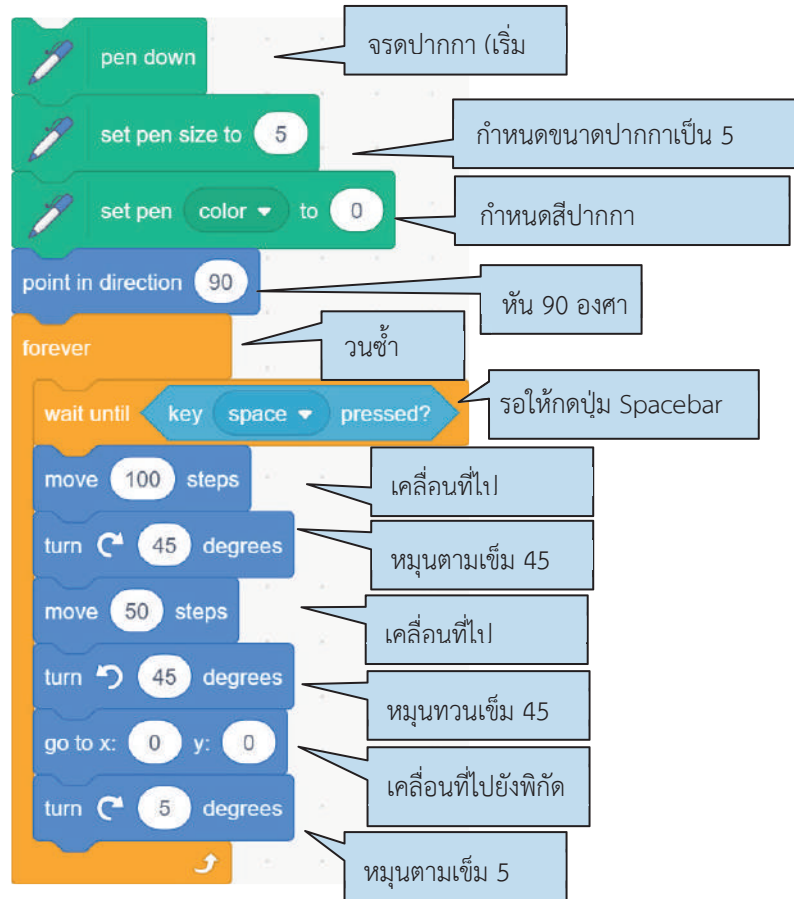 pen down
จรดปากกา (เริ่ม
set pen size to 5
กำหนดขนาดปากกาเป็น 5
set pen color to 0
กำหนดสีปากกา
point in direction 90
หัน 90 องศา
forever
วนซ้ำ
wait until key space pressed?
รอให้กดปุ่ม Spacebar
move 100 steps
เคลื่อนที่ไป
turn 45 degrees
หมุนตามเข็ม 45
move 50 steps
เคลื่อนที่ไป
turn 45 degrees
หมุนทวนเข็ม 45
go to x: 0 y: 0
เคลื่อนที่ไปยังพิกัด
turn 5 degrees
หมุนตามเข็ม 5